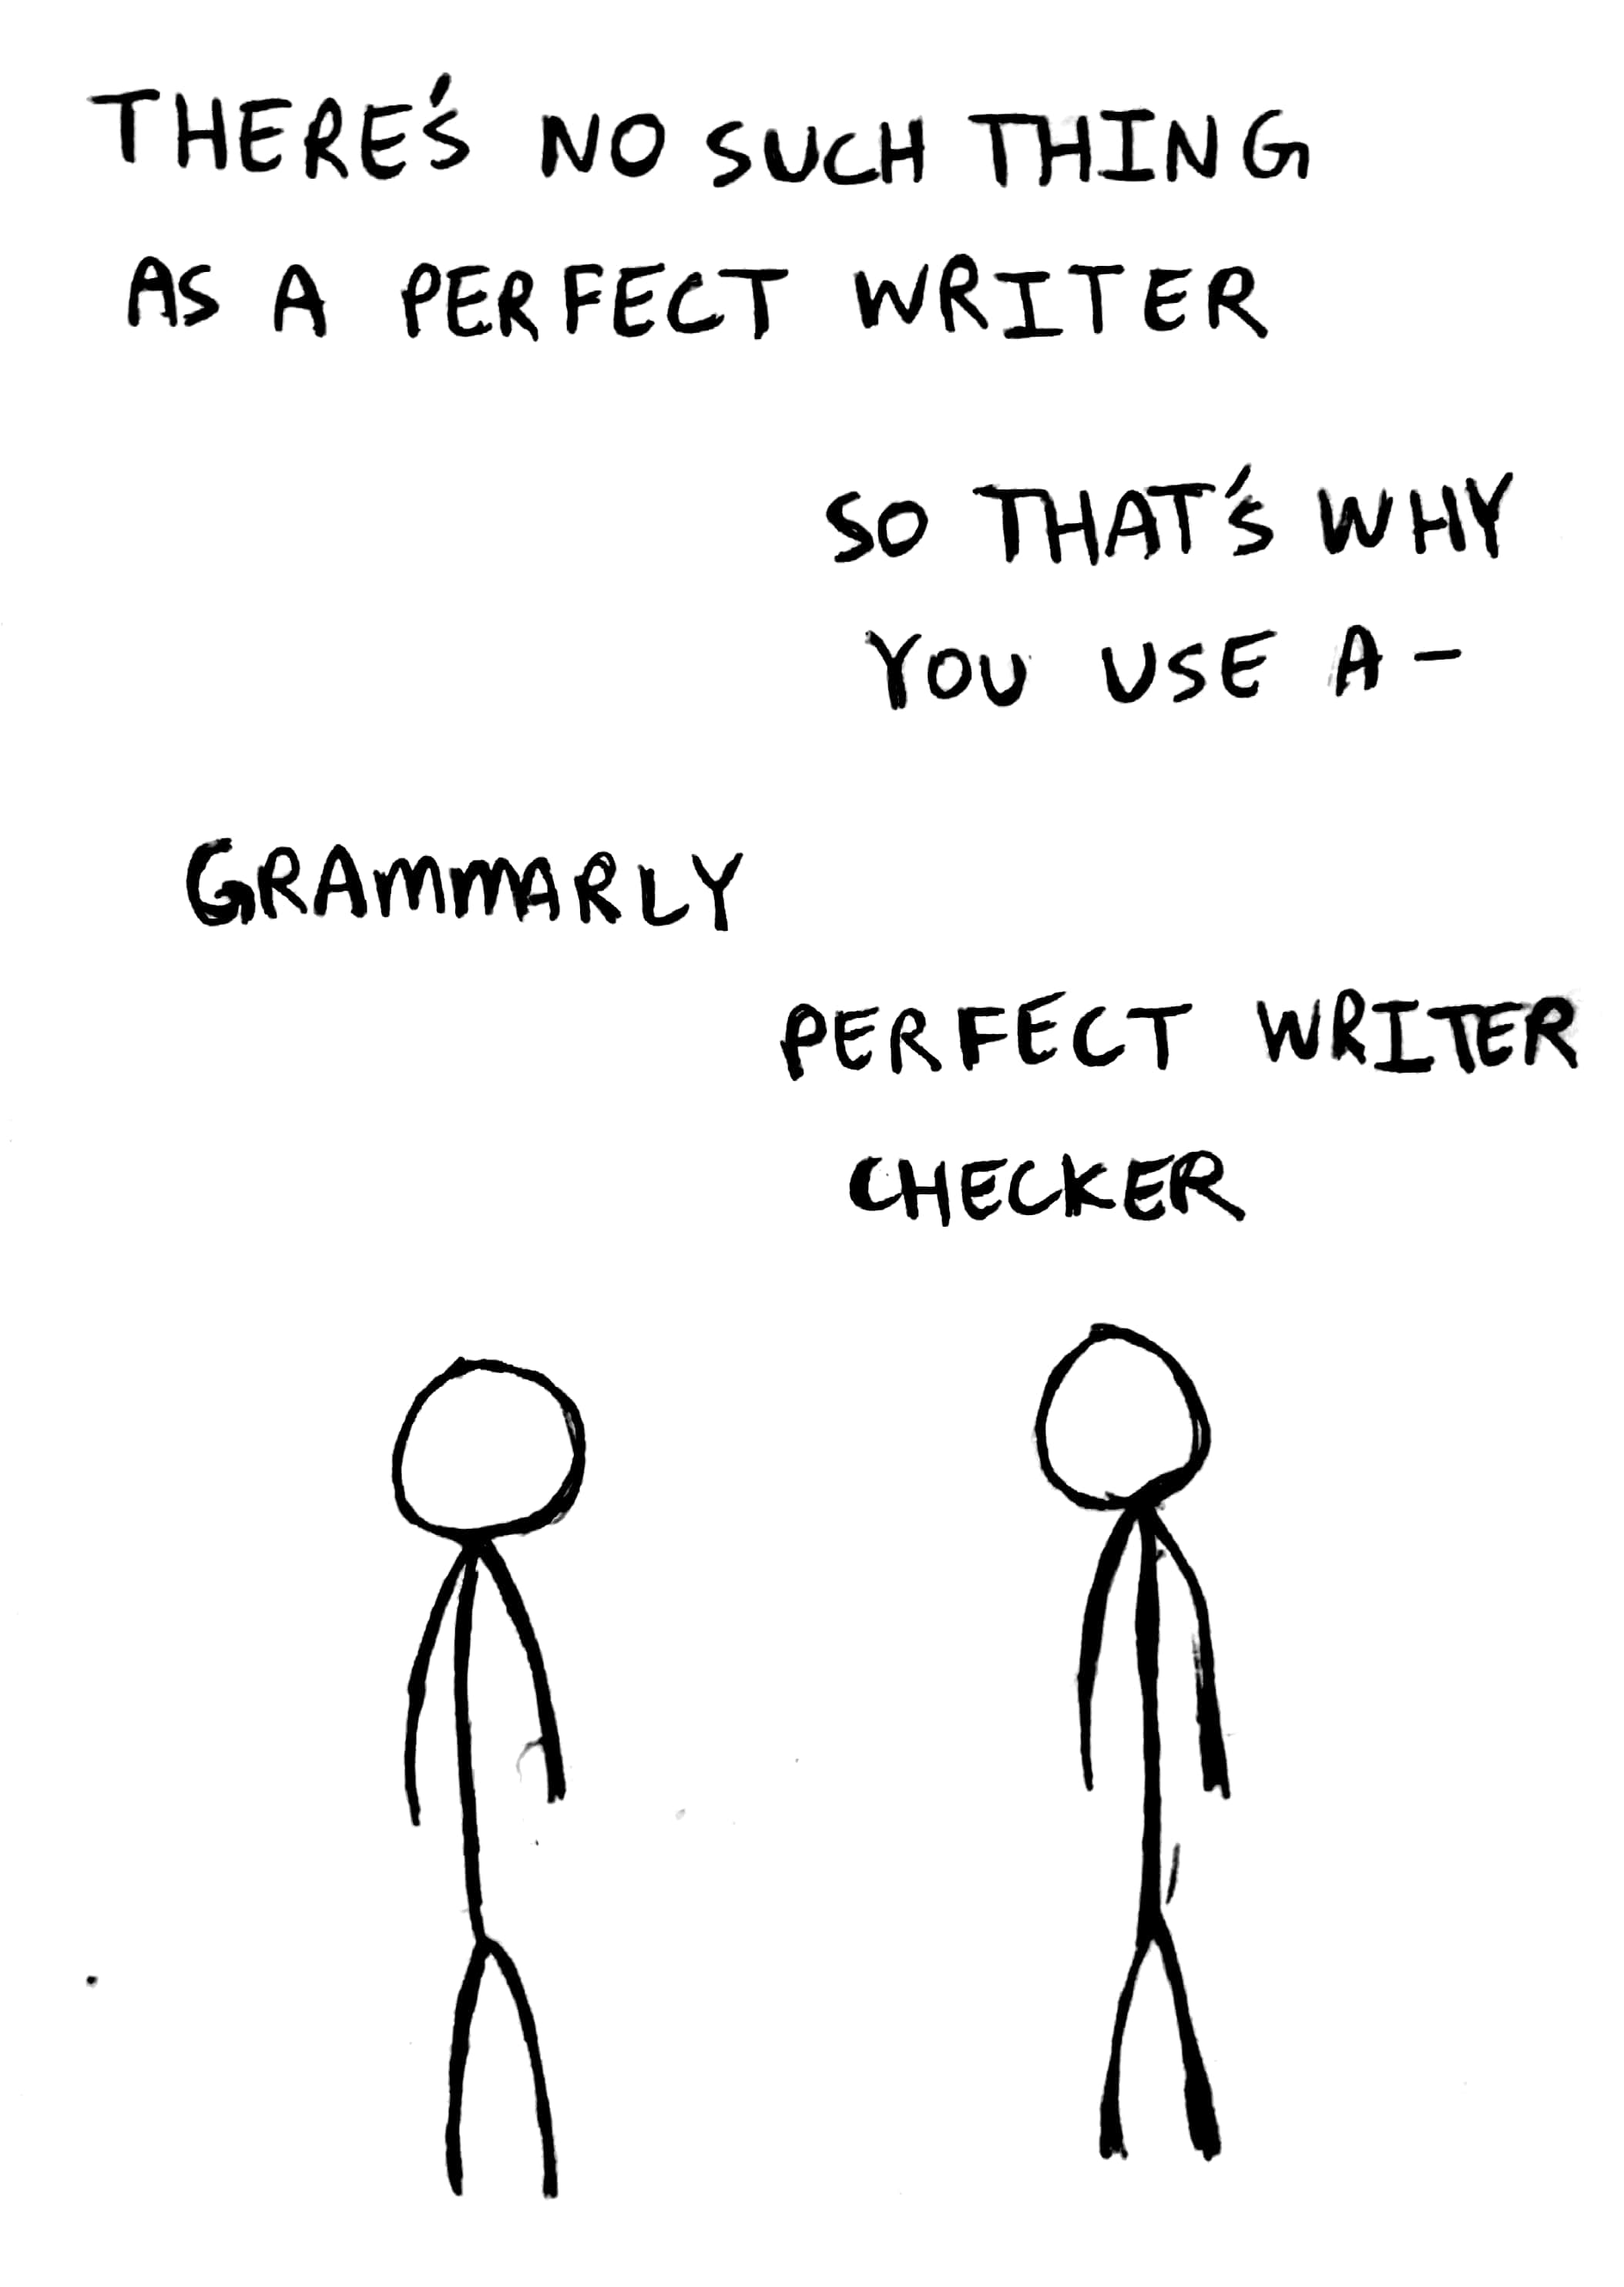 THERE'S NO SUCH THING
AS A PERFECT WRITER
SO THAT'S WHY
YOU USE A -
GRAMMARLY
PERFECT WRITER
CHECKER